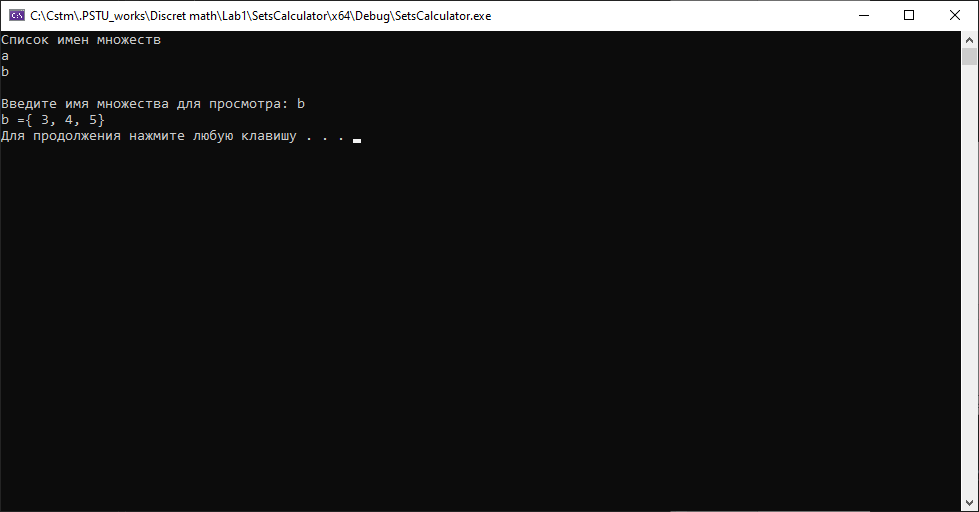 C:\Cstm\.PSTU_works\Discret math\Lab1\SetsCalculator\x64\Debug\SetsCalculator.exe
Список имен множеств
a
b
Введите имя множества для просмотра: b
b ={ 3, 4, 5}
Для продолжения нажмите любую клавишу . . .